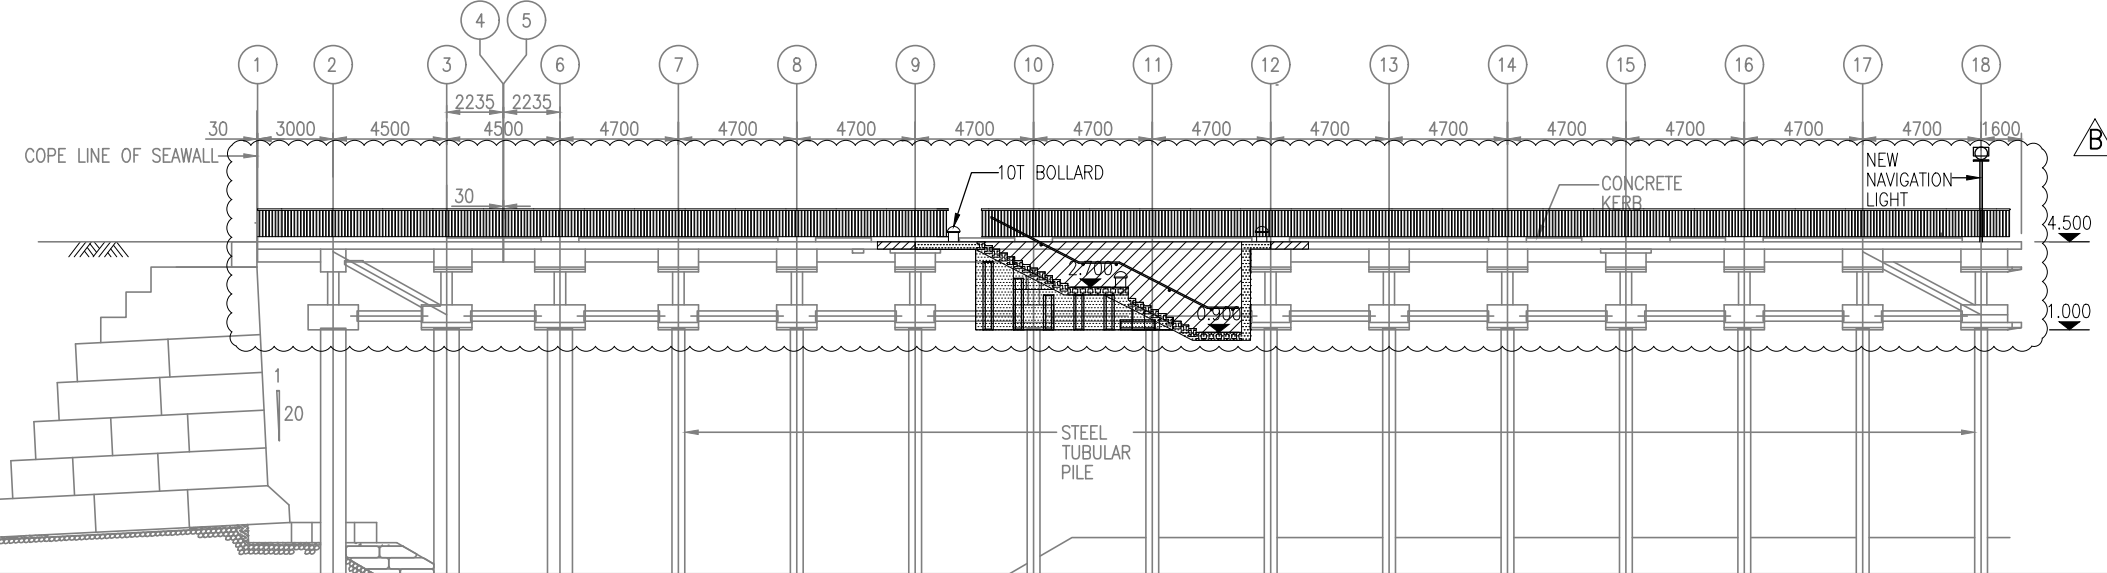 4 5
1 2 3 6 7 8 9 10 11 12 13 14 15 16 17 18
2235 2235
30 3000 4500 4500 4700 4700 4700 4700 4700 4700 4700 4700 4700 4700 4700 4700 1600
B
COPE LINE OF SEAWALL
10T BOLLARD
NEW
NAVIGATION
LIGHT
CONCRETE
KERB
30
4.500
2.700
0.900
1.000
1
20
STEEL
TUBULAR
PILE